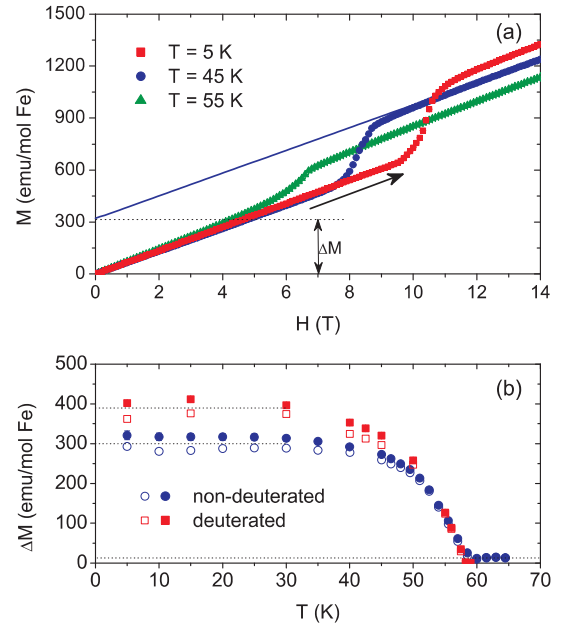 (a)
T = 5 K
T = 45 K
T = 55 K
M (emu/mol Fe)
1500
1200
900
600
300
0
ΔM
0 2 4 6 8 10 12 14
H (T)
(b)
ΔM (emu/mol Fe)
500
400
300
200
100
0
non-deuterated
deuterated
0 10 20 30 40 50 60 70
T (K)